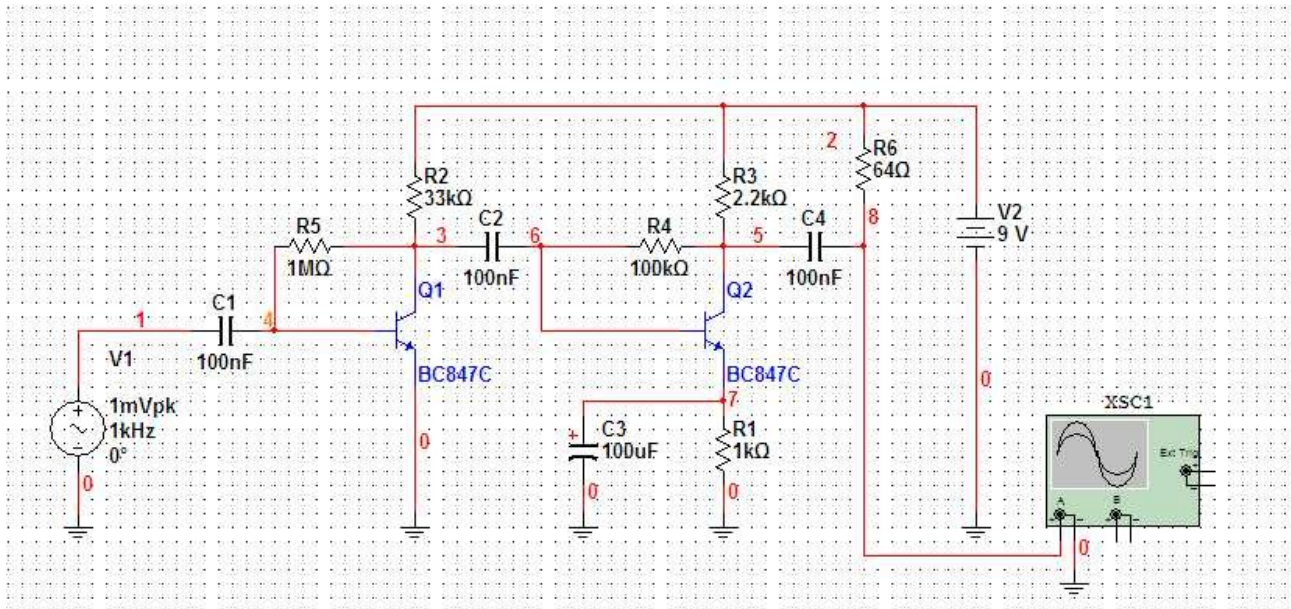 2
R6
64Ω
R2
33kΩ
R3
2.2kΩ
8
V2
9 V
R5
1MΩ
3
C2
100nF
6
R4
100kΩ
5
C4
100nF
Q1
Q2
1
C1
100nF
4
V1
BC847C
BC847C
0
7
XSC1
1mVpk
1kHz
0°
0
C3
100uF
R1
1kΩ
Ext Trig
A
B
0
0
0
0